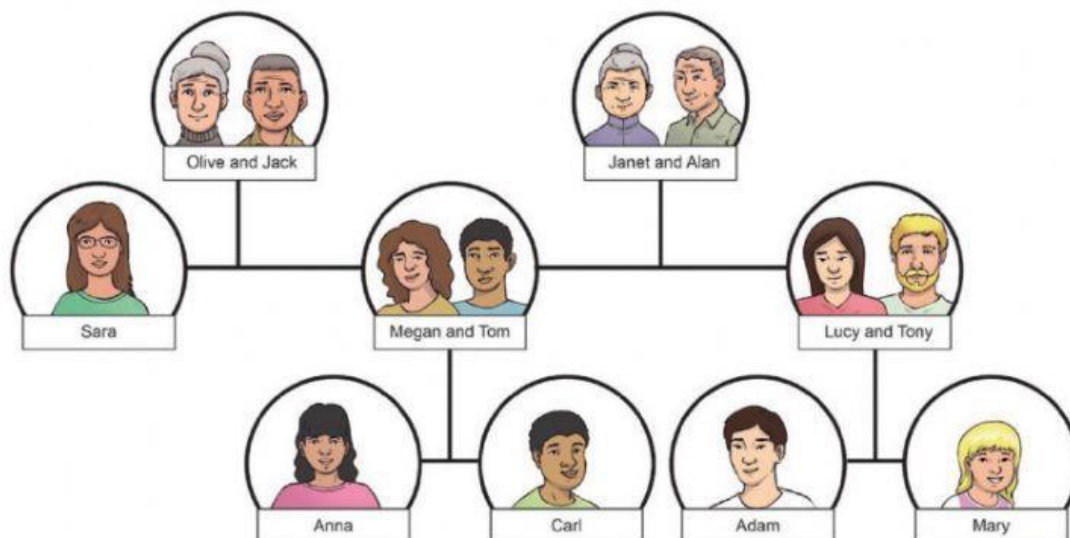 Olive and Jack
Janet and Alan
Sara
Megan and Tom
Lucy and Tony
Anna
Carl
Adam
Mary